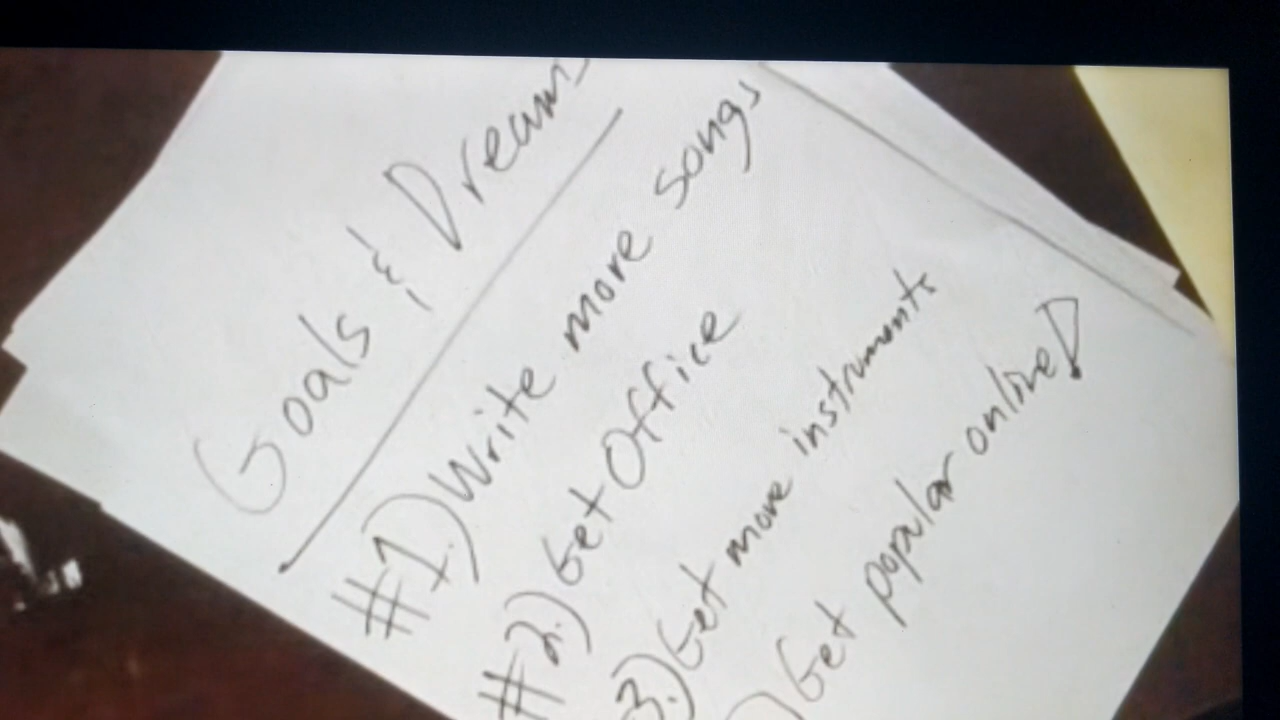 Goals & Dreams
#1.) Write more songs
#2.) Get Office
3.) Get more instruments
) Get popular online!